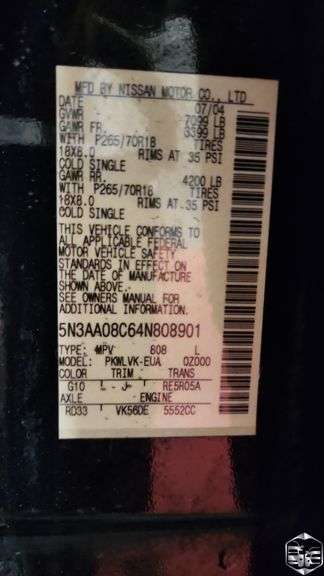 MFD BY NISSAN MOTOR CO., LTD
DATE 07/04
GVWR 7099 LB
GAWR FR. 3599 LB
WITH P265/70R18 TIRES
18X8.0 RIMS AT 35 PSI
COLD SINGLE
GAWR RR. 4200 LB
WITH P265/70R18 TIRES
18X8.0 RIMS AT 35 PSI
COLD SINGLE
THIS VEHICLE CONFORMS TO
ALL APPLICABLE FEDERAL
MOTOR VEHICLE SAFETY
STANDARDS IN EFFECT ON
THE DATE OF MANUFACTURE
SHOWN ABOVE.
SEE OWNERS MANUAL FOR
ADDITIONAL INFORMATION.
5N3AA08C64N808901
TYPE: MPV 608 L
MODEL: PKWLVK-EUA 0Z000
COLOR TRIM TRANS
G10 L - J RE5R05A
AXLE ENGINE
RD33 VK56DE 5552CC